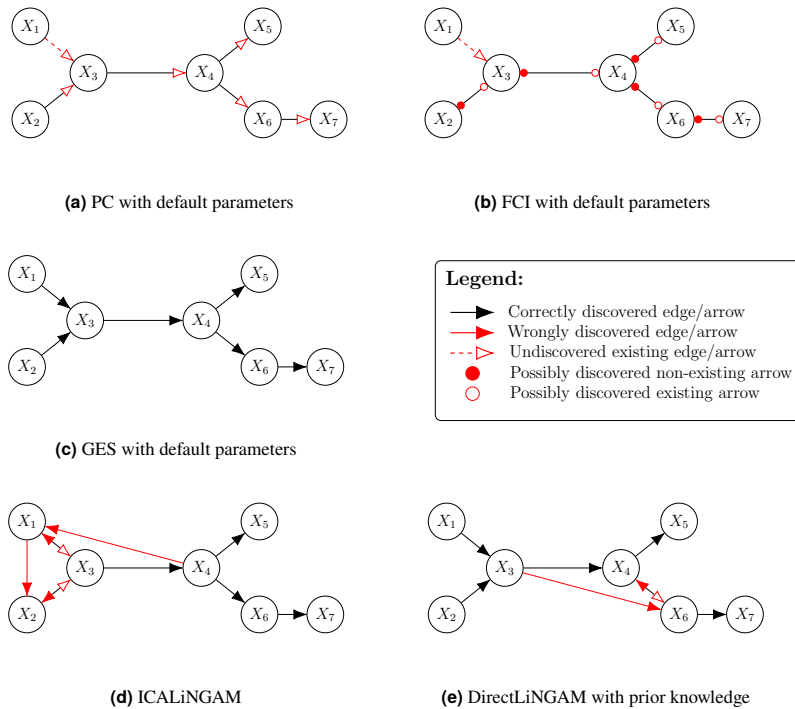 X1
X5
X3
X4
X2
X6
X7
(a) PC with default parameters
X1
X5
X3
X4
X2
X6
X7
(b) FCI with default parameters
X1
X5
X3
X4
X2
X6
X7
(c) GES with default parameters
Legend:
Correctly discovered edge/arrow
Wrongly discovered edge/arrow
Undiscovered existing edge/arrow
Possibly discovered non-existing arrow
Possibly discovered existing arrow
X1
X5
X3
X4
X2
X6
X7
(d) ICALiNGAM
X1
X5
X3
X4
X2
X6
X7
(e) DirectLiNGAM with prior knowledge